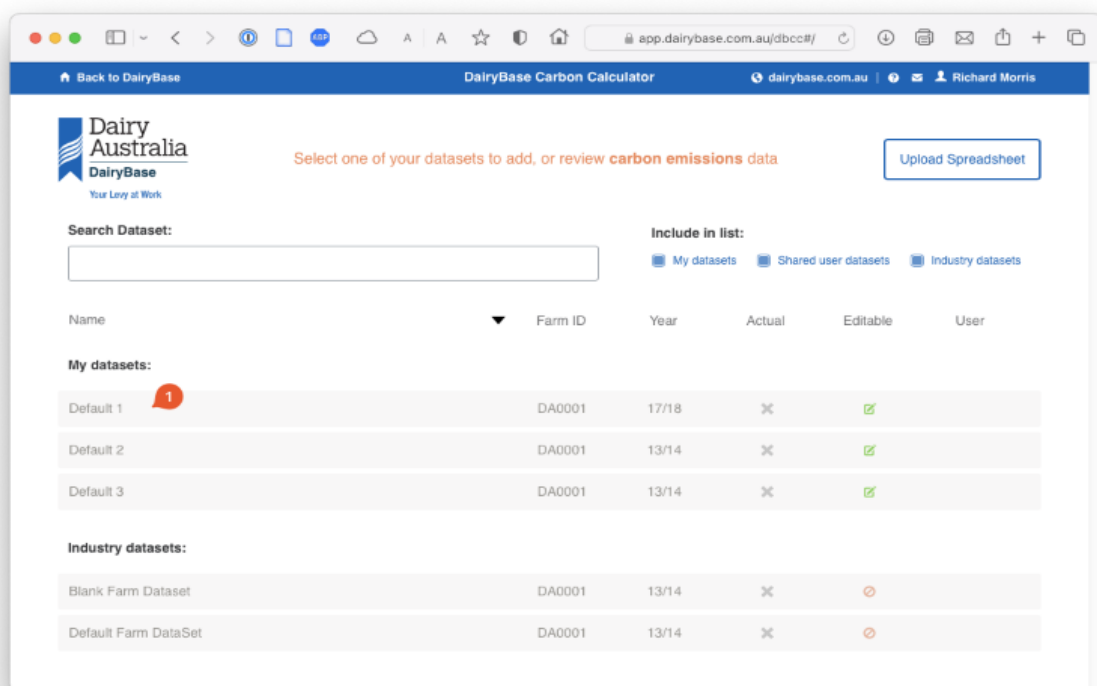 ABP
A A
app.dairybase.com.au/dbcc#/
Back to DairyBase
DairyBase Carbon Calculator
dairybase.com.au | Richard Morris
Dairy
Australia
DairyBase
Your Levy at Work
Select one of your datasets to add, or review carbon emissions data
Upload Spreadsheet
Search Dataset:
Include in list:
My datasets Shared user datasets Industry datasets
Name Farm ID Year Actual Editable User
My datasets:
Default 1 1 DA0001 17/18
Default 2 DA0001 13/14
Default 3 DA0001 13/14
Industry datasets:
Blank Farm Dataset DA0001 13/14
Default Farm DataSet DA0001 13/14